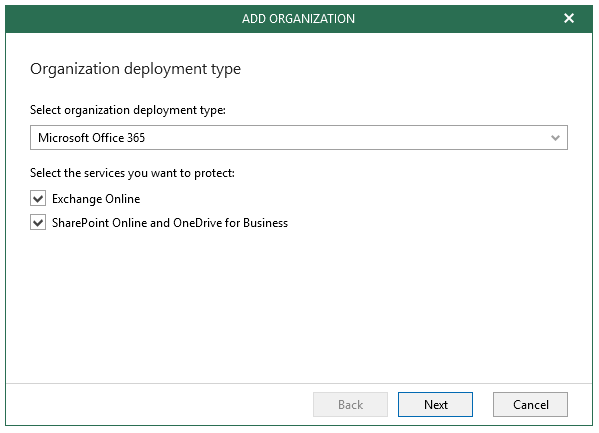 ADD ORGANIZATION
Organization deployment type
Select organization deployment type:
Microsoft Office 365
Select the services you want to protect:
Exchange Online
SharePoint Online and OneDrive for Business
Back Next Cancel